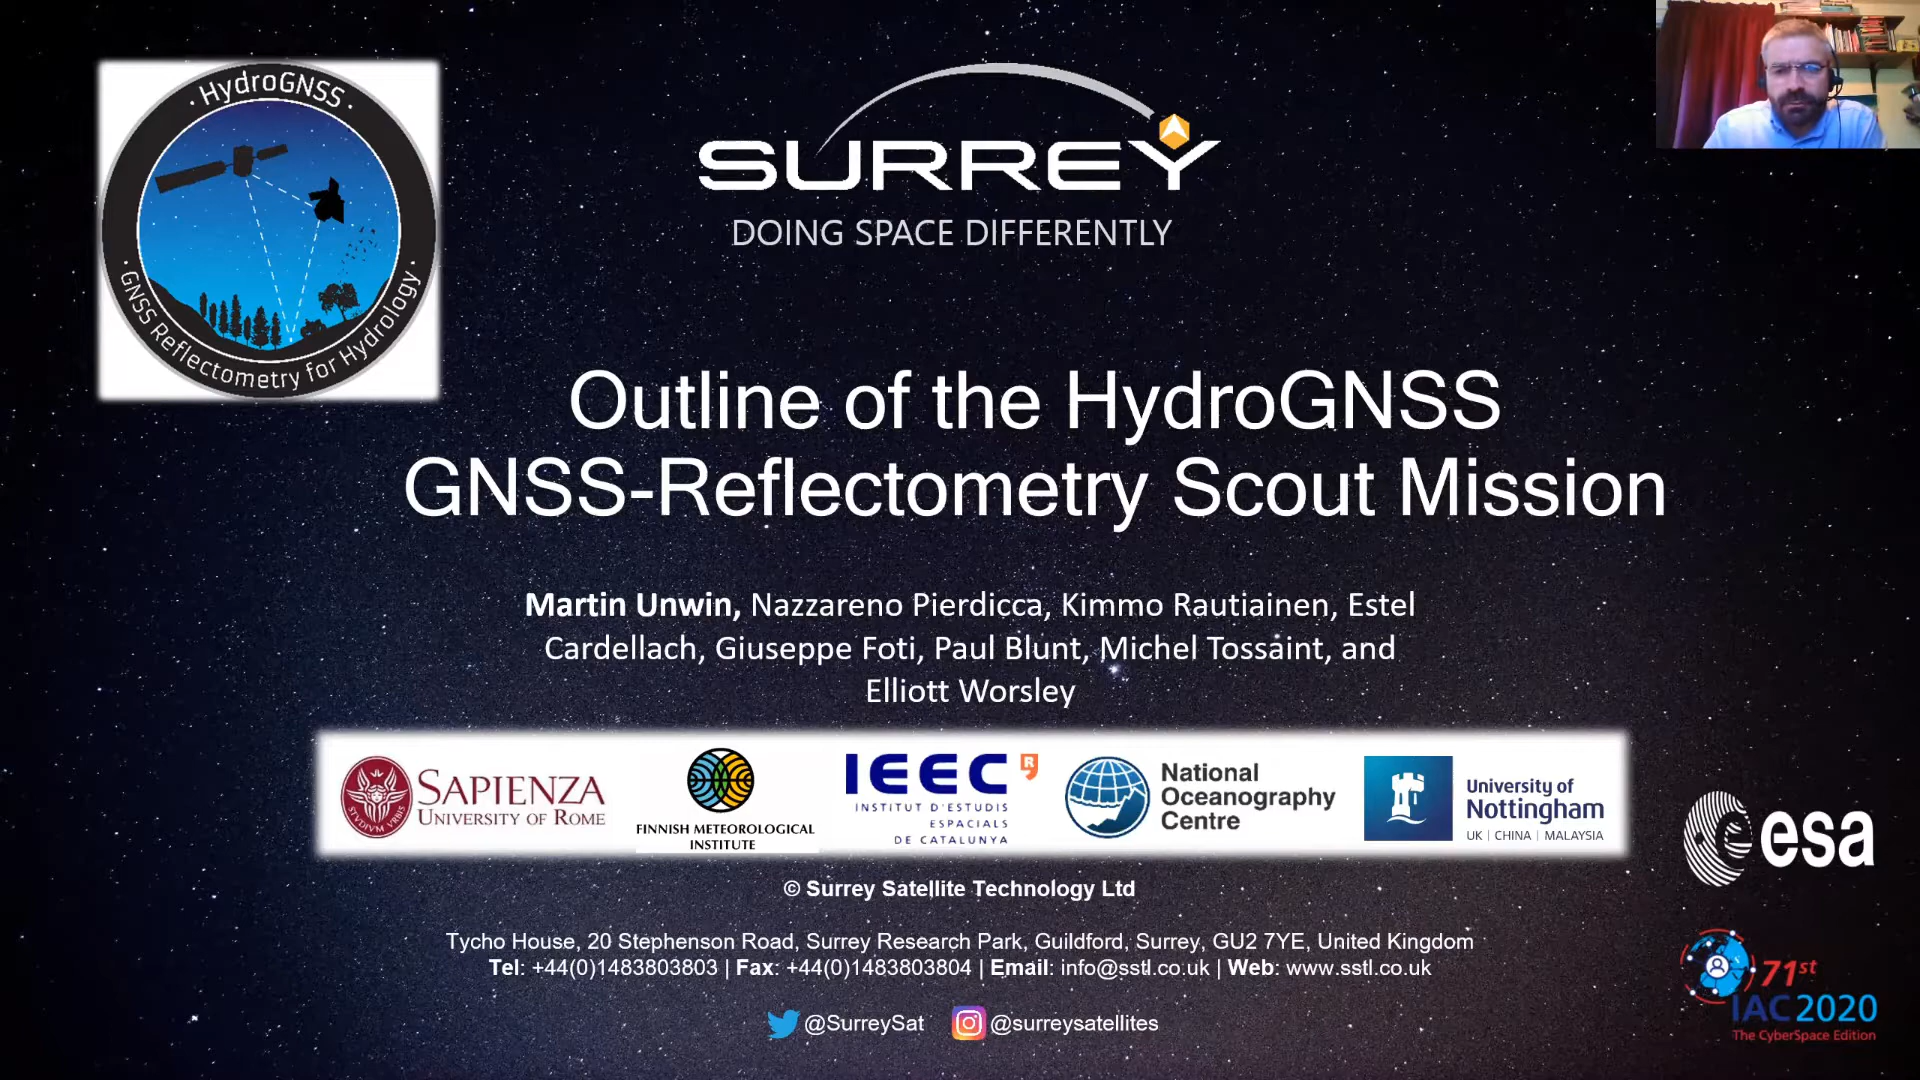 · HydroGNSS ·
· GNSS Reflectometry for Hydrology ·
SURREY
DOING SPACE DIFFERENTLY
Outline of the HydroGNSS
GNSS-Reflectometry Scout Mission
Martin Unwin, Nazzareno Pierdicca, Kimmo Rautiainen, Estel
Cardellach, Giuseppe Foti, Paul Blunt, Michel Tossaint, and
Elliott Worsley
STVDIVM VRBIS
SAPIENZA
UNIVERSITY OF ROME
FINNISH METEOROLOGICAL
INSTITUTE
IEEC R
INSTITUT D'ESTUDIS
ESPACIALS
DE CATALUNYA
National
Oceanography
Centre
University of
Nottingham
UK | CHINA | MALAYSIA
esa
© Surrey Satellite Technology Ltd
Tycho House, 20 Stephenson Road, Surrey Research Park, Guildford, Surrey, GU2 7YE, United Kingdom
Tel: +44(0)1483803803 | Fax: +44(0)1483803804 | Email: info@sstl.co.uk | Web: www.sstl.co.uk
@SurreySat @surreysatellites
71st
IAC 2020
The CyberSpace Edition